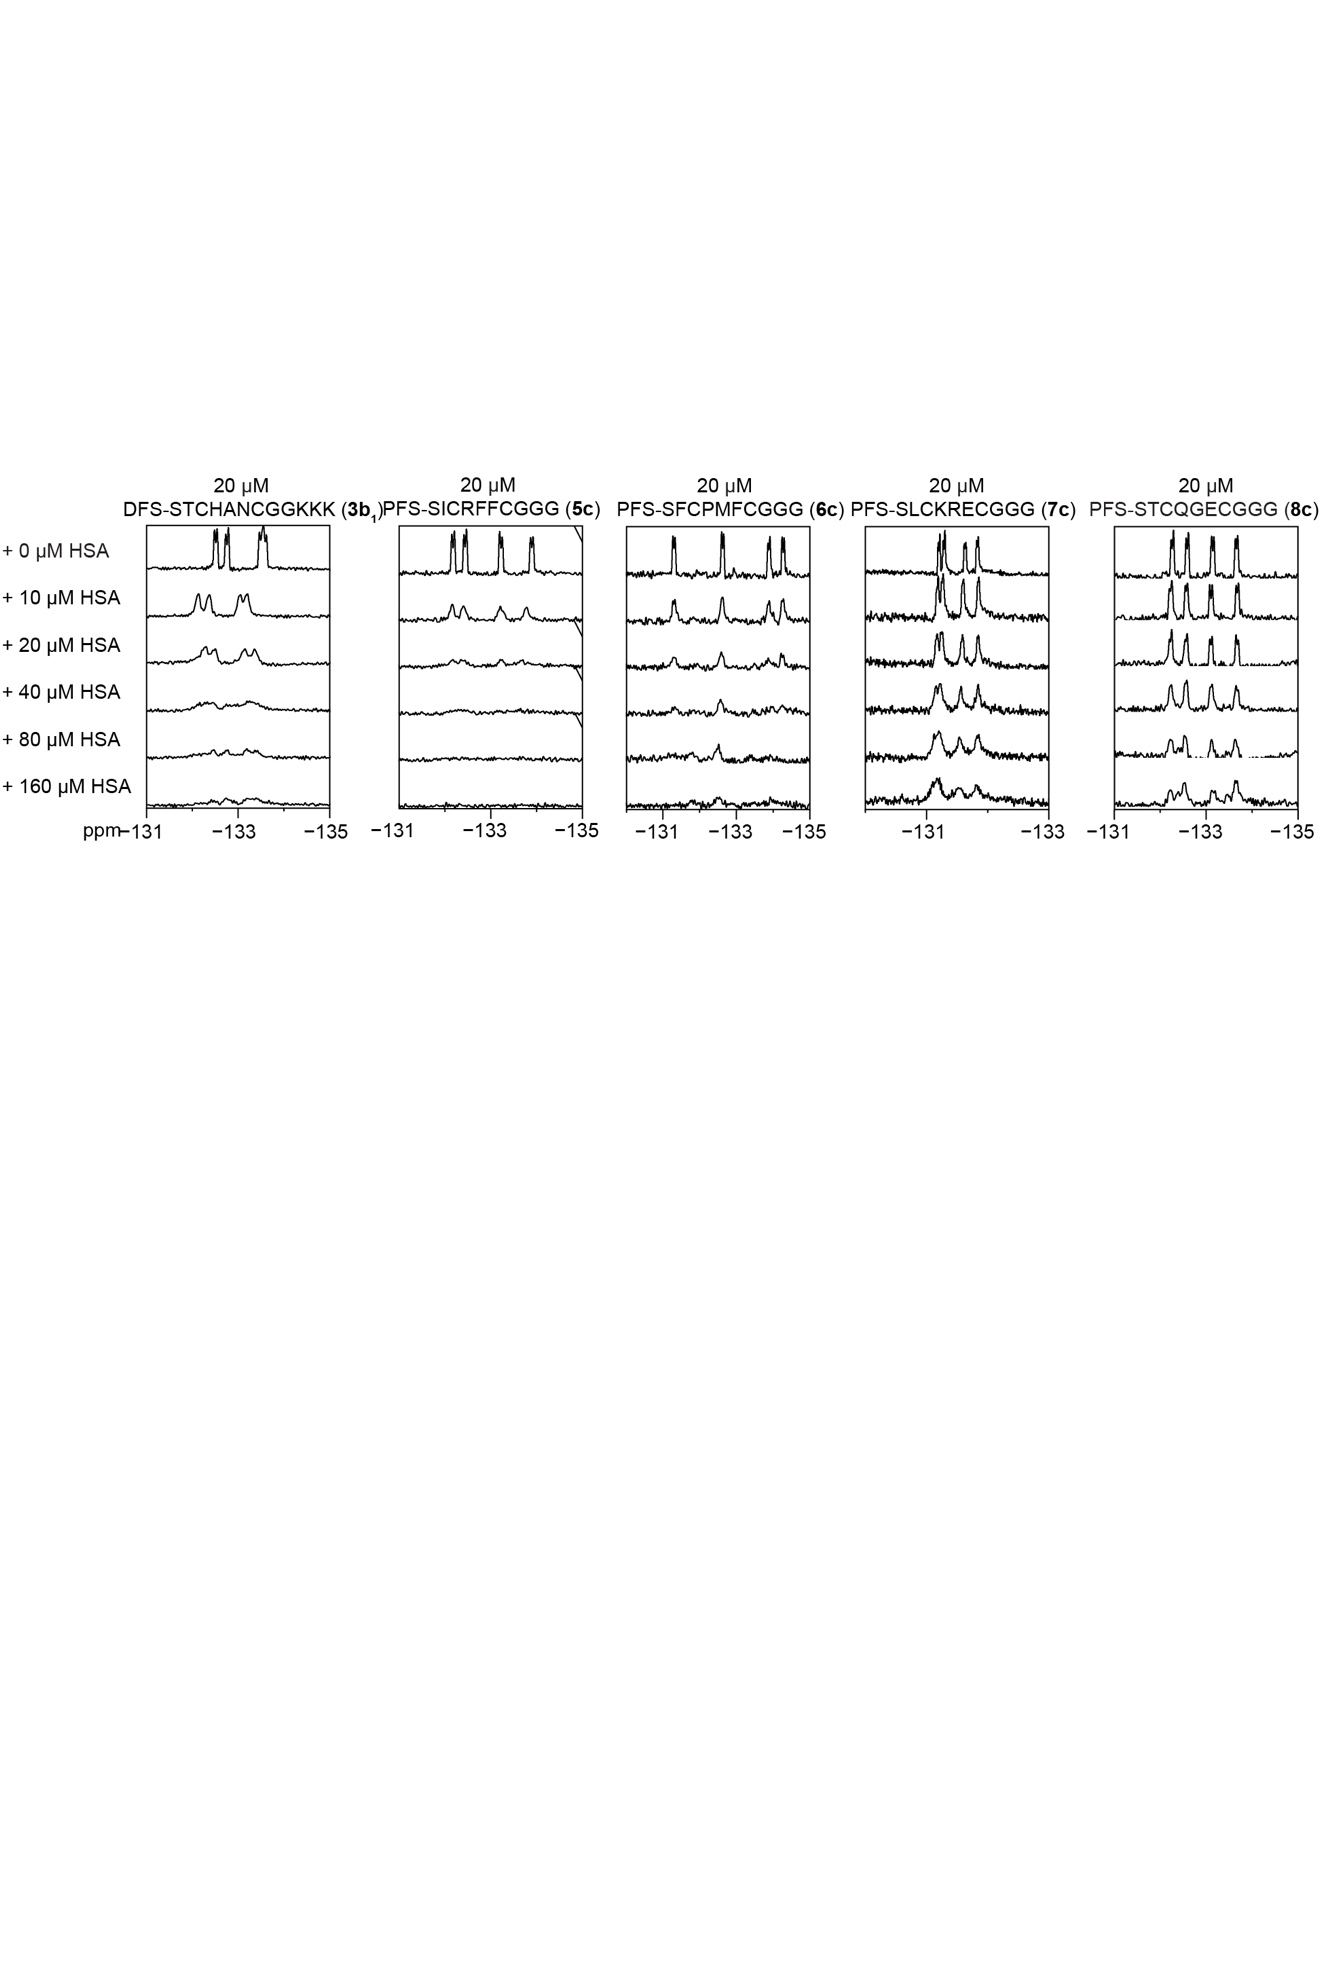 20 µM 20 µM 20 µM 20 µM 20 µM
DFS-STCHANCGGKKK (3b1) PFS-SICRFFCGGG (5c) PFS-SFCPMFCGGG (6c) PFS-SLCKRECGGG (7c) PFS-STCQGECGGG (8c)
+ 0 µM HSA
+ 10 µM HSA
+ 20 µM HSA
+ 40 µM HSA
+ 80 µM HSA
+ 160 µM HSA
ppm −131 −133 −135 −131 −133 −135 −131 −133 −135 −131 −133 −131 −133 −135